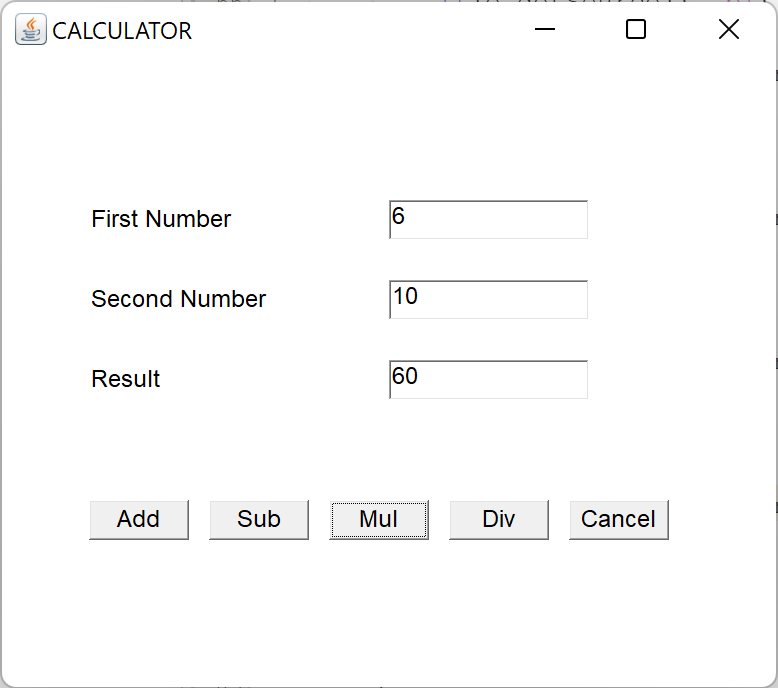 CALCULATOR
First Number 6
Second Number 10
Result 60
Add Sub Mul Div Cancel